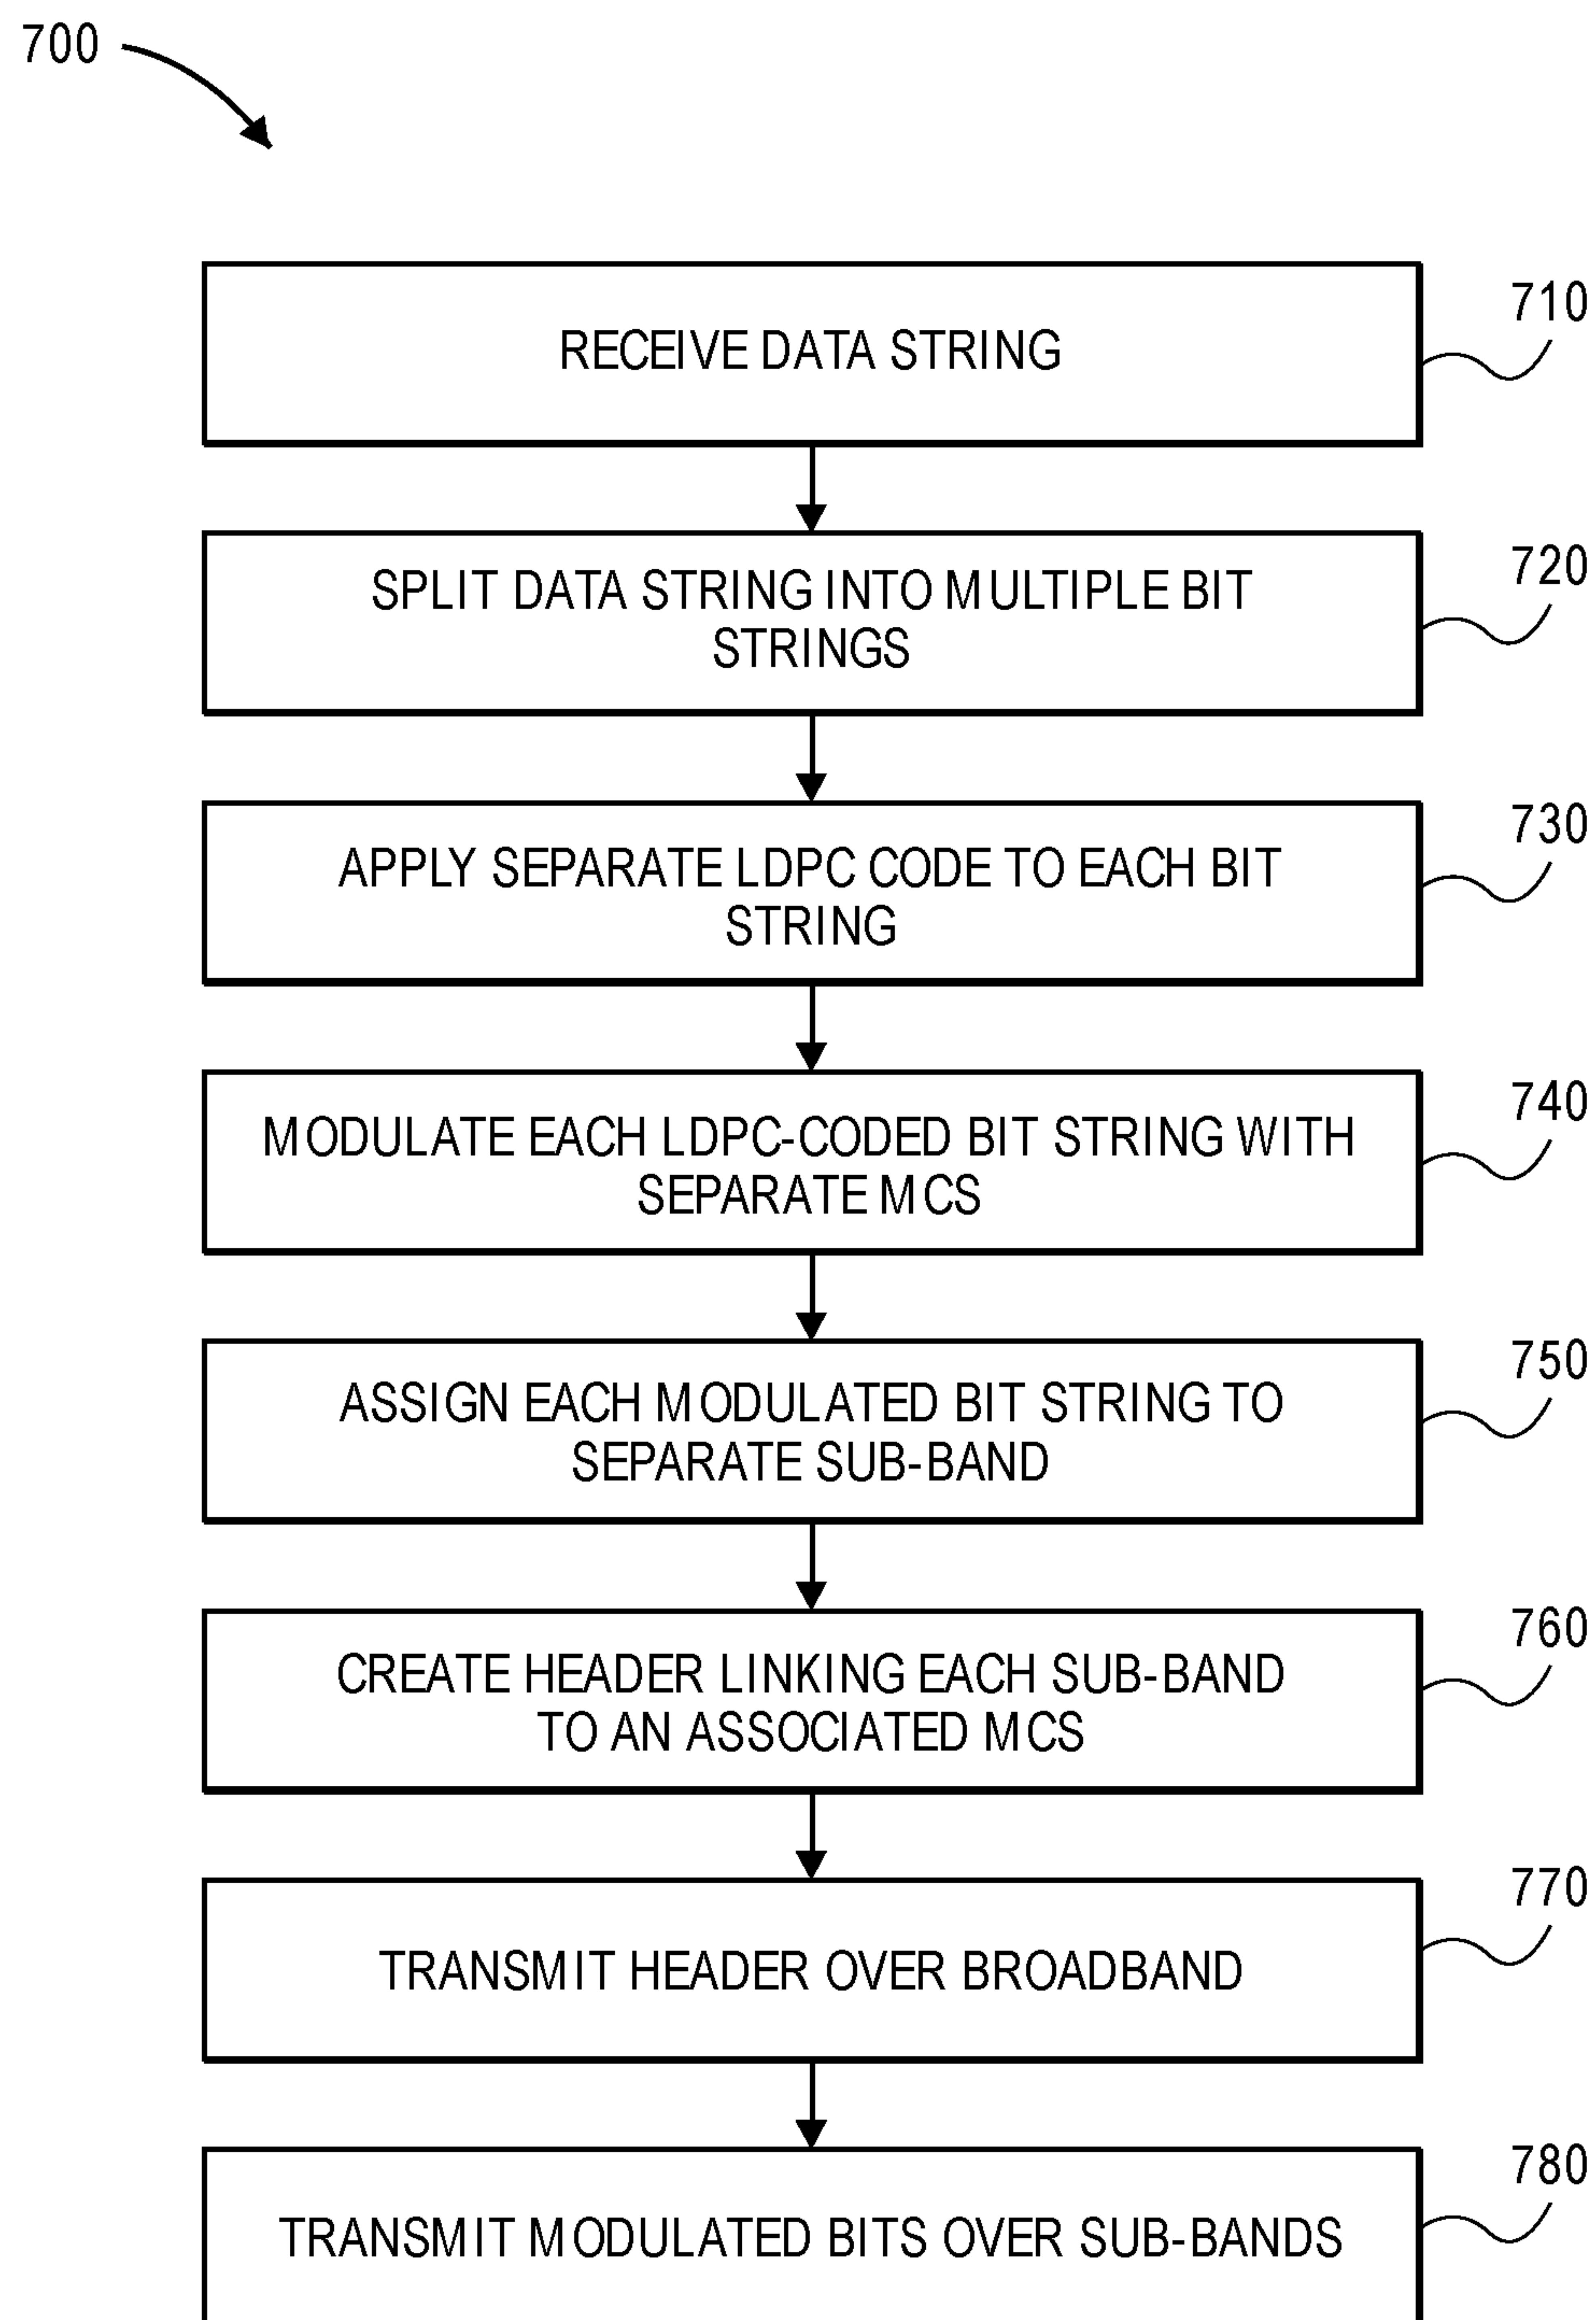 700
710
RECEIVE DATA STRING
720
SPLIT DATA STRING INTO MULTIPLE BIT
STRINGS
730
APPLY SEPARATE LDPC CODE TO EACH BIT
STRING
740
MODULATE EACH LDPC-CODED BIT STRING WITH
SEPARATE MCS
750
ASSIGN EACH MODULATED BIT STRING TO
SEPARATE SUB-BAND
760
CREATE HEADER LINKING EACH SUB-BAND
TO AN ASSOCIATED MCS
770
TRANSMIT HEADER OVER BROADBAND
780
TRANSMIT MODULATED BITS OVER SUB-BANDS